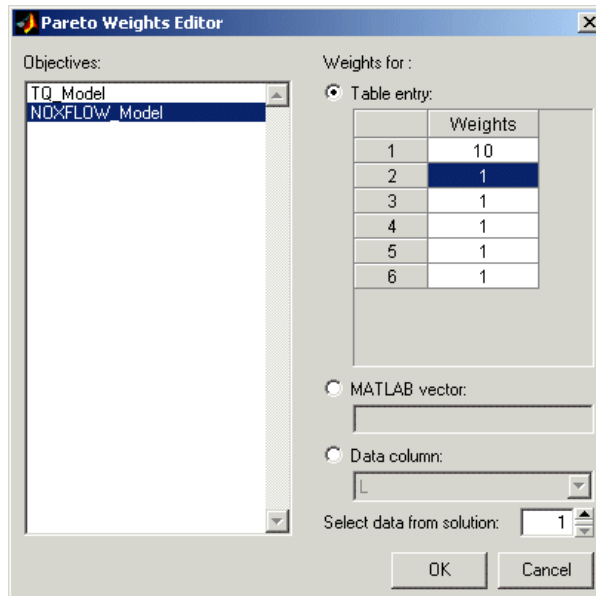 Pareto Weights Editor
Objectives:
TQ_Model
NOXFLOW_Model
Weights for :
Table entry:
Weights
1 10
2 1
3 1
4 1
5 1
6 1
MATLAB vector:
Data column:
L
Select data from solution: 1
OK Cancel